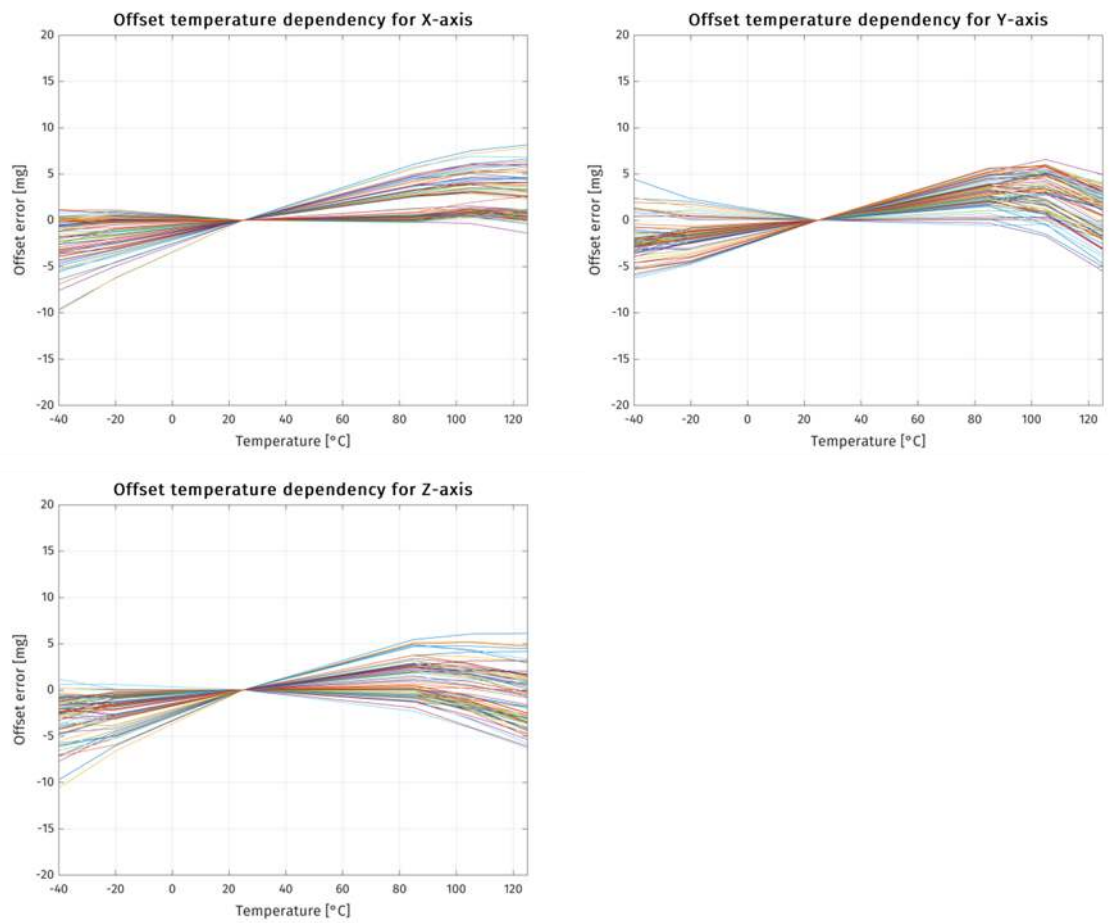 Offset temperature dependency for X-axis
20
15
10
5
0
-5
-10
-15
-20
Offset error [mg]
-40 -20 0 20 40 60 80 100 120
Temperature [°C]
Offset temperature dependency for Y-axis
20
15
10
5
0
-5
-10
-15
-20
Offset error [mg]
-40 -20 0 20 40 60 80 100 120
Temperature [°C]
Offset temperature dependency for Z-axis
20
15
10
5
0
-5
-10
-15
-20
Offset error [mg]
-40 -20 0 20 40 60 80 100 120
Temperature [°C]